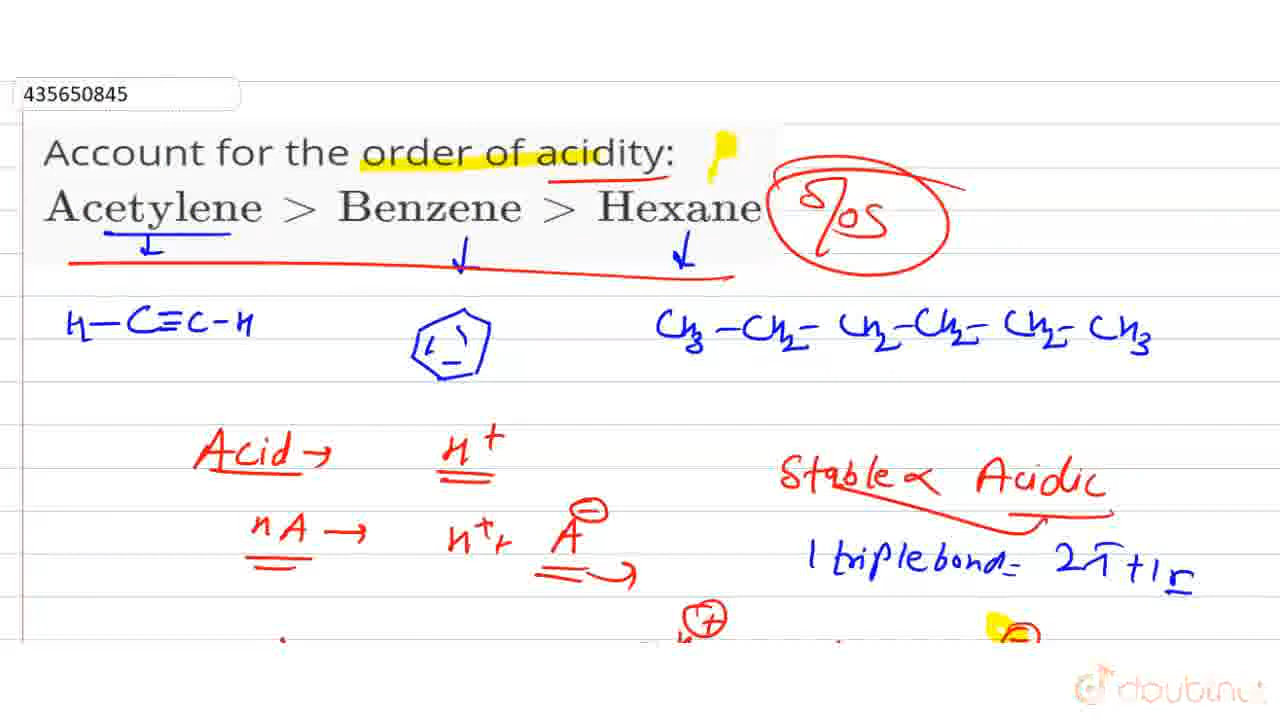 435650845
Account for the order of acidity:
Acetylene > Benzene > Hexane
%S
H—C≡C-H
CH3—CH2—CH2—CH2—CH2—CH3
Acid → H+
Stable ∝ Acidic
HA → H+ + A⊖
1 triple bond = 2π+1
doubtnut